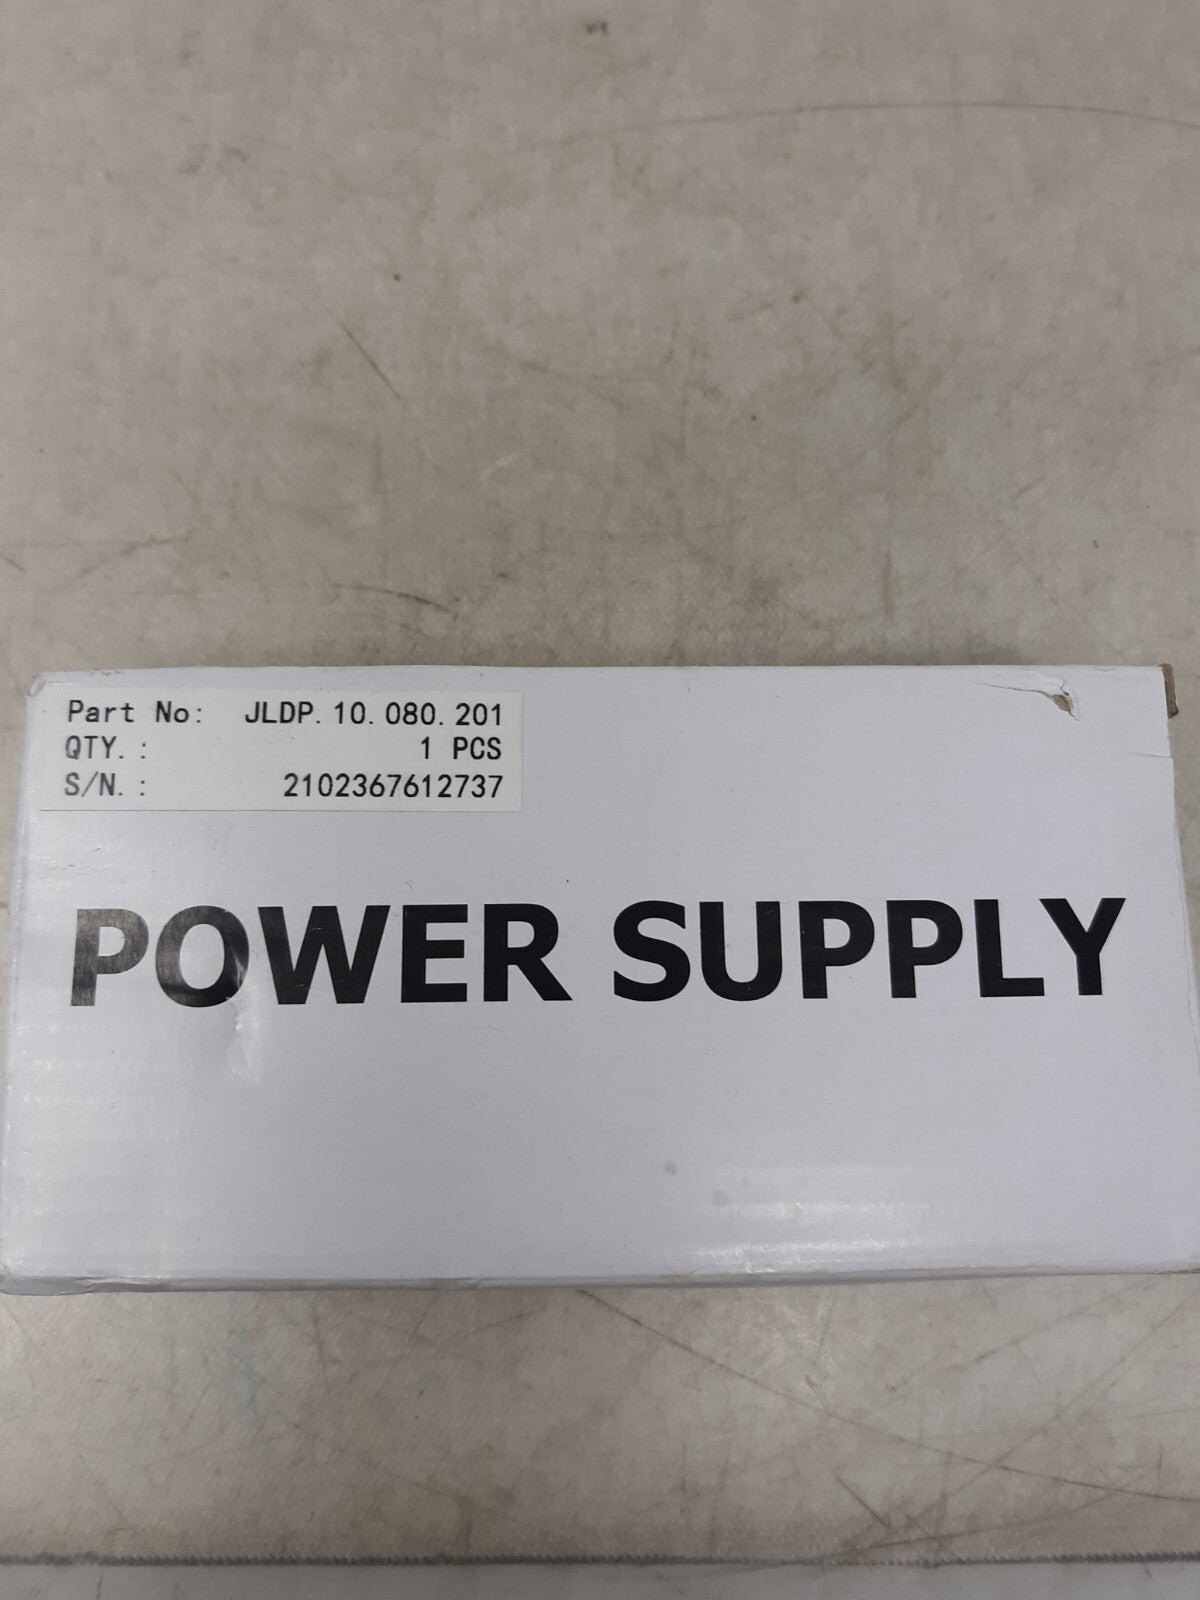 Part No: JLDP.10.080.201
QTY.: 1 PCS
S/N.: 2102367612737
POWER SUPPLY